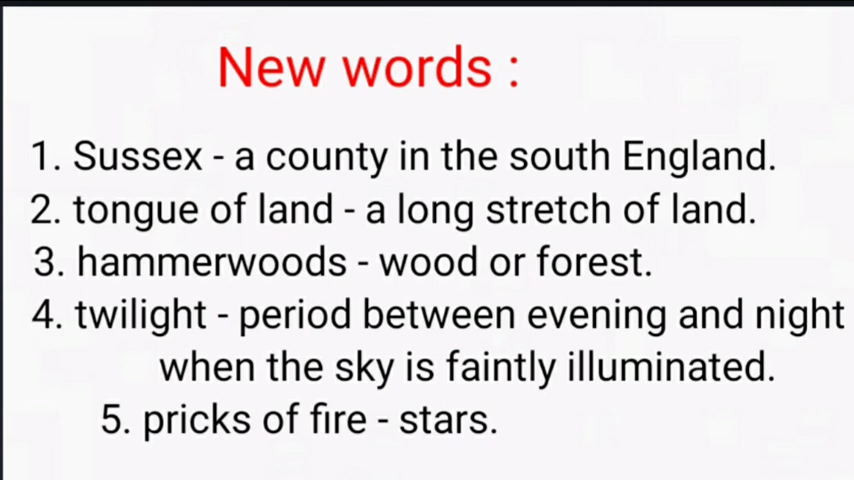 New words :
1. Sussex - a county in the south England.
2. tongue of land - a long stretch of land.
3. hammerwoods - wood or forest.
4. twilight - period between evening and night
when the sky is faintly illuminated.
5. pricks of fire - stars.